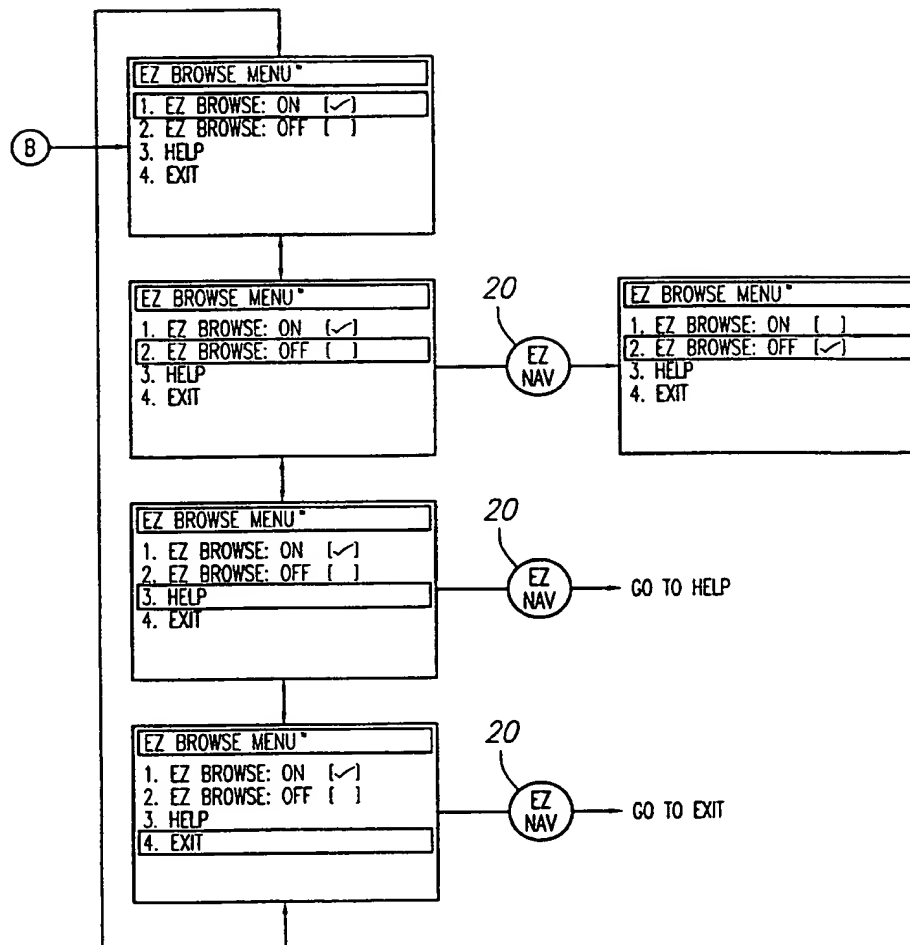 EZ BROWSE MENU
1. EZ BROWSE: ON [✓]
2. EZ BROWSE: OFF [ ]
3. HELP
4. EXIT
B
EZ BROWSE MENU
1. EZ BROWSE: ON [✓]
2. EZ BROWSE: OFF [ ]
3. HELP
4. EXIT
20
EZ
NAV
EZ BROWSE MENU
1. EZ BROWSE: ON [ ]
2. EZ BROWSE: OFF [✓]
3. HELP
4. EXIT
EZ BROWSE MENU
1. EZ BROWSE: ON [✓]
2. EZ BROWSE: OFF [ ]
3. HELP
4. EXIT
20
EZ
NAV
GO TO HELP
EZ BROWSE MENU
1. EZ BROWSE: ON [✓]
2. EZ BROWSE: OFF [ ]
3. HELP
4. EXIT
20
EZ
NAV
GO TO EXIT